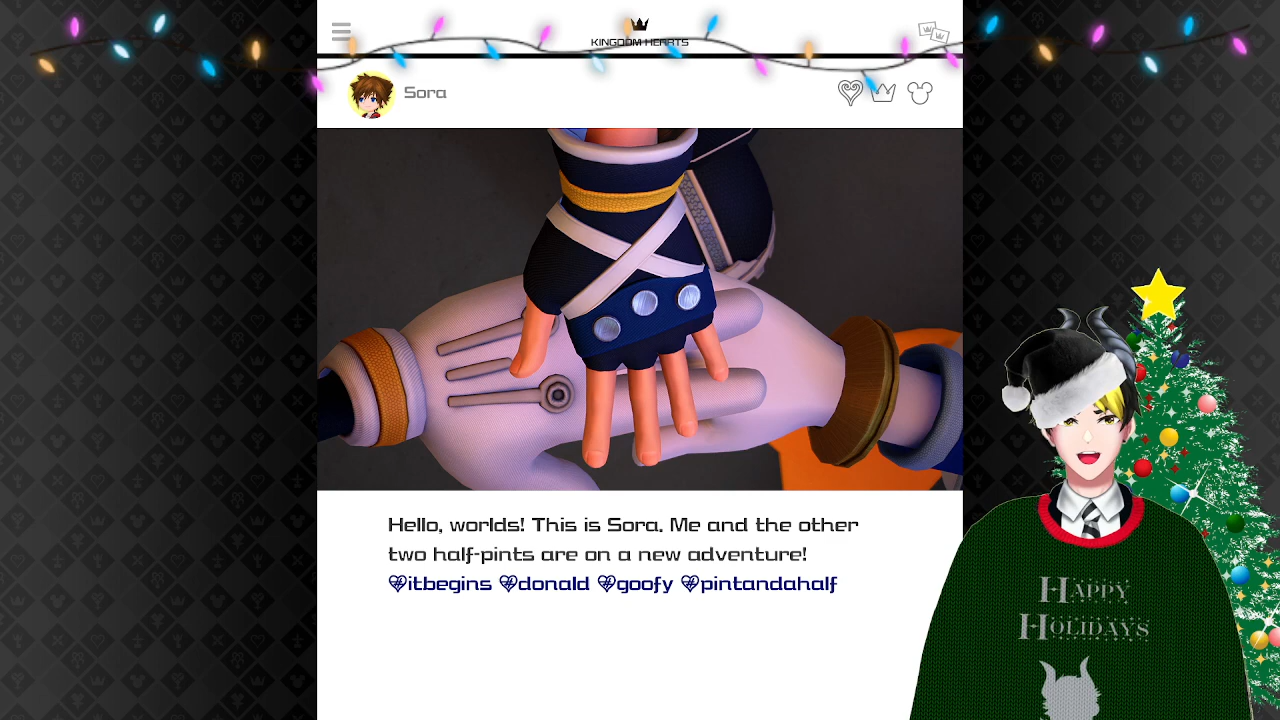 KINGDOM HEARTS
Sora
Hello, worlds! This is Sora. Me and the other
two half-pints are on a new adventure!
itbegins donald goofy pintandahalf
Happy
Holidays